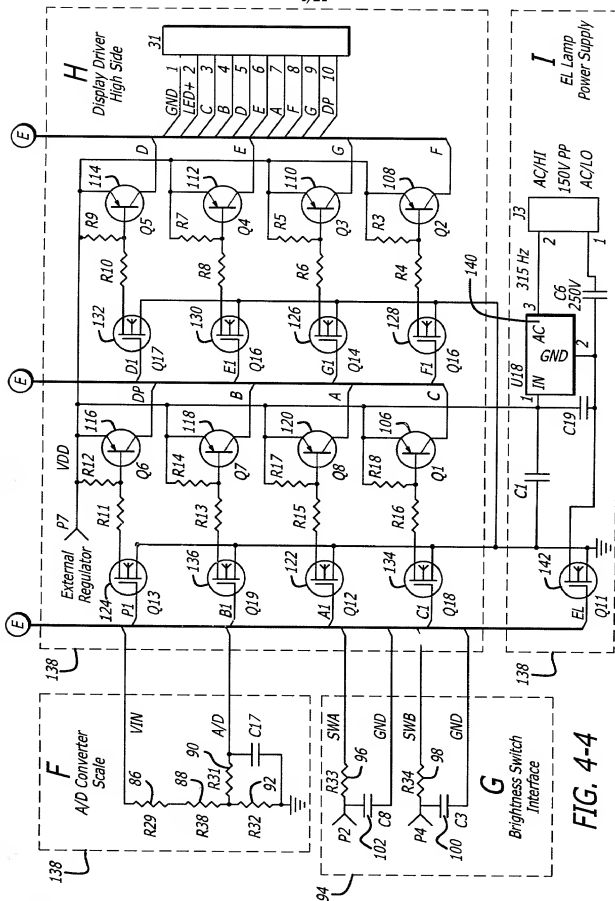 E
E
E
H
Display Driver
High Side
31
GND 1
LED+ 2
C 3
B 4
D 5
E 6
A 7
F 8
G 9
DP 10
D
E
G
F
114
R9
R10
Q5
132
D1
Q17
112
R7
R8
Q4
130
E1
Q16
110
R5
R6
Q3
126
G1
Q14
108
R3
R4
Q2
128
F1
Q16
DP
B
A
C
P7
VDD
External
Regulator
116
R12
R11
Q6
124
P1
Q13
118
R14
R13
Q7
136
B1
Q19
120
R17
R15
Q8
122
A1
Q12
106
R18
R16
Q1
134
C1
Q18
138
I
EL Lamp
Power Supply
AC/HI
150V PP
AC/LO
J3
2
1
315 Hz
140
3
AC
GND
IN
U18
1
2
C6
250V
C19
C1
142
EL
Q11
138
F
A/D Converter
Scale
VIN
A/D
86
R29
88
R38
90
R31
92
R32
C17
138
G
Brightness Switch
Interface
SWA
GND
SWB
GND
R33
96
P2
102
C8
R34
98
P4
100
C3
94
FIG. 4-4